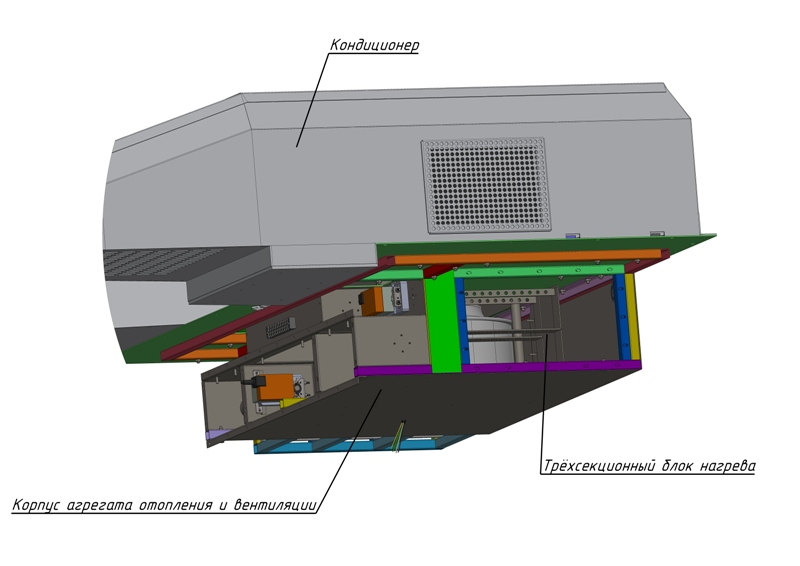 Кондиционер
Трёхсекционный блок нагрева
Корпус агрегата отопления и вентиляции